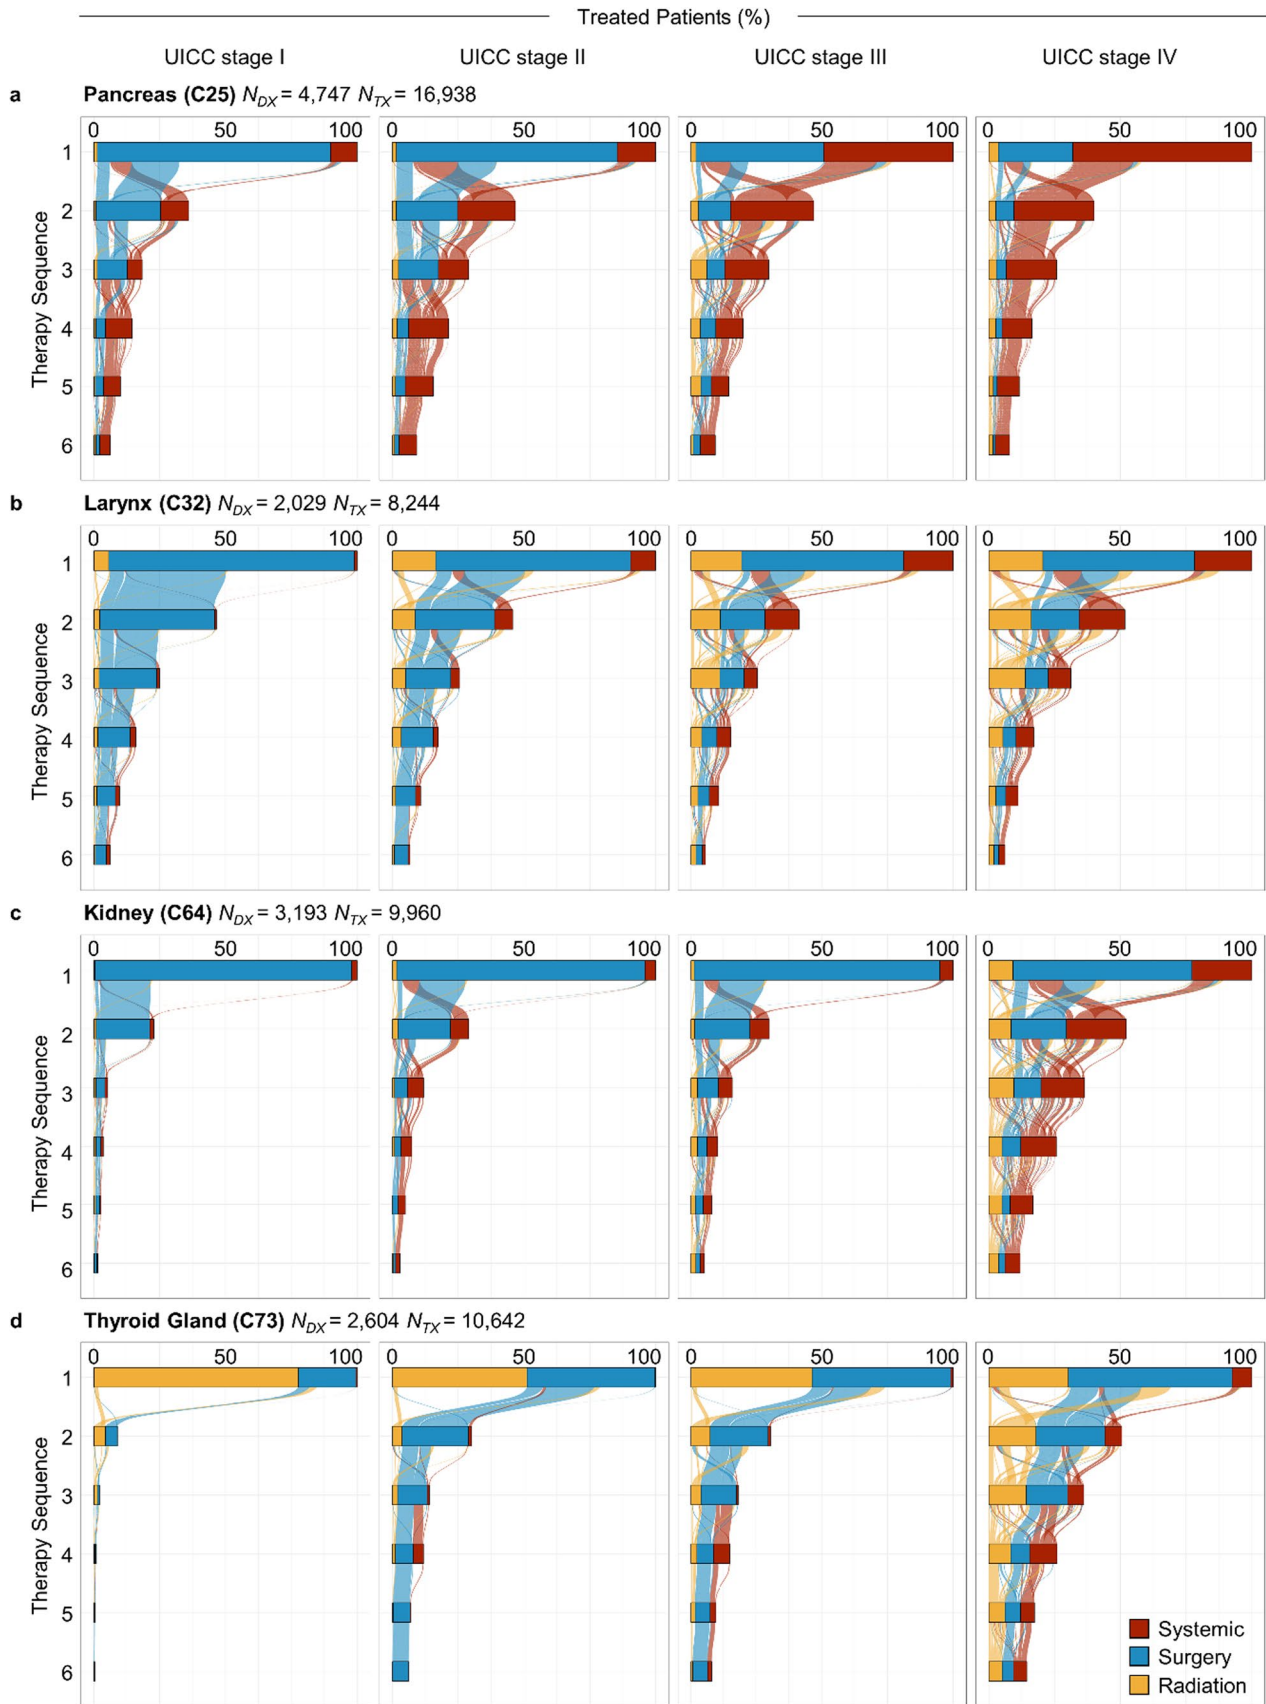 Treated Patients (%)
UICC stage I UICC stage II UICC stage III UICC stage IV
a Pancreas (C25) NDX = 4,747 NTX = 16,938
0 50 100 0 50 100 0 50 100 0 50 100
1
2
3
4
5
6
Therapy Sequence
b Larynx (C32) NDX = 2,029 NTX = 8,244
0 50 100 0 50 100 0 50 100 0 50 100
1
2
3
4
5
6
Therapy Sequence
c Kidney (C64) NDX = 3,193 NTX = 9,960
0 50 100 0 50 100 0 50 100 0 50 100
1
2
3
4
5
6
Therapy Sequence
d Thyroid Gland (C73) NDX = 2,604 NTX = 10,642
0 50 100 0 50 100 0 50 100 0 50 100
1
2
3
4
5
6
Therapy Sequence
Systemic
Surgery
Radiation